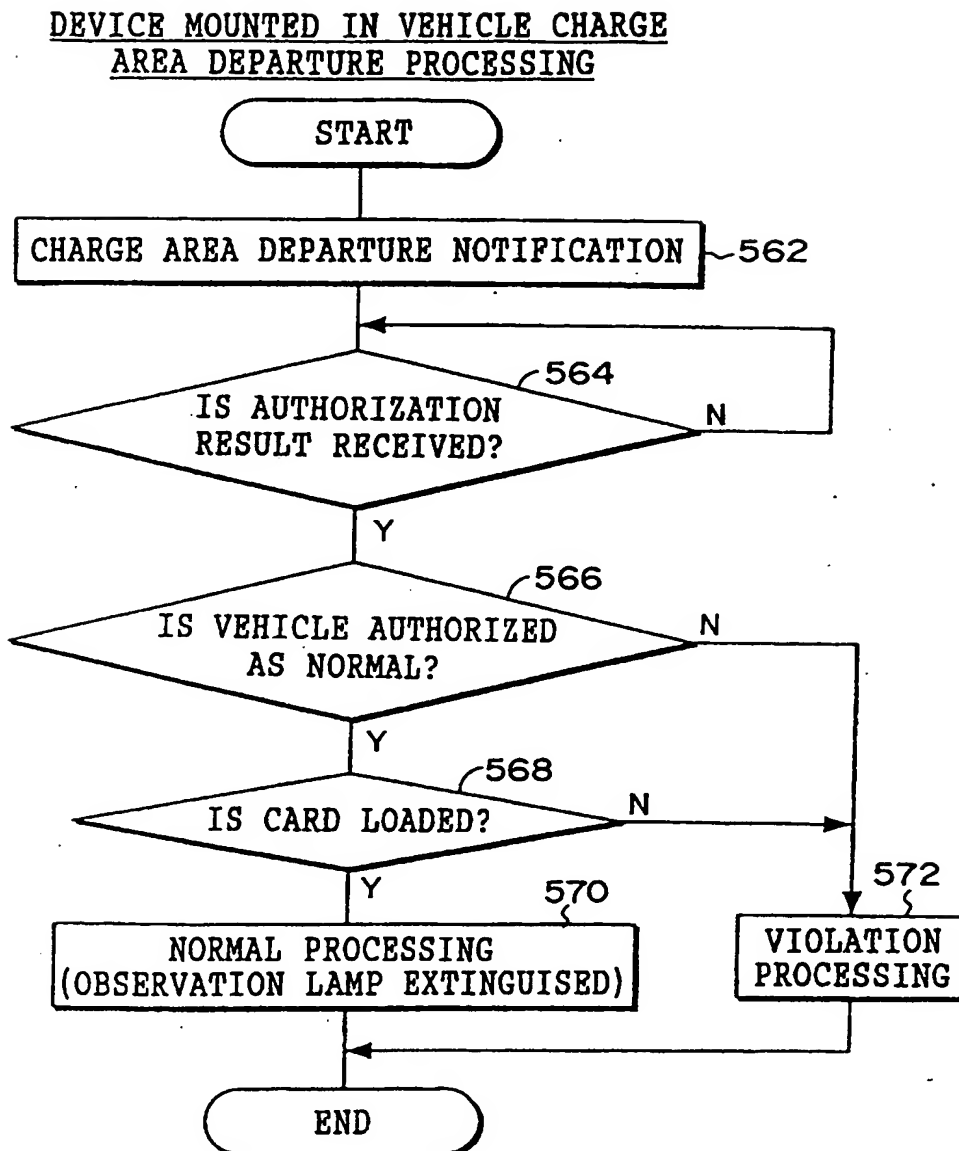 DEVICE MOUNTED IN VEHICLE CHARGE
AREA DEPARTURE PROCESSING
START
CHARGE AREA DEPARTURE NOTIFICATION
562
564
IS AUTHORIZATION
RESULT RECEIVED?
N
Y
566
IS VEHICLE AUTHORIZED
AS NORMAL?
N
Y
568
IS CARD LOADED?
N
Y
570
NORMAL PROCESSING
(OBSERVATION LAMP EXTINGUISED)
572
VIOLATION
PROCESSING
END